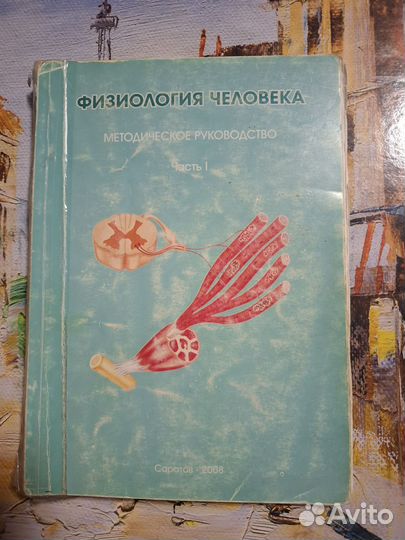 ФИЗИОЛОГИЯ ЧЕЛОВЕКА
МЕТОДИЧЕСКОЕ РУКОВОДСТВО
Часть I
Саратов - 2008
Avito